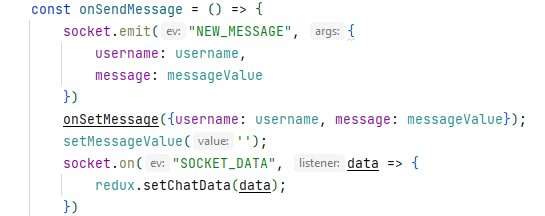 const onSendMessage = () => {
socket.emit( ev: "NEW_MESSAGE", args: {
username: username,
message: messageValue
})
onSetMessage({username: username, message: messageValue});
setMessageValue( value: '');
socket.on( ev: "SOCKET_DATA", listener: data => {
redux.setChatData(data);
})